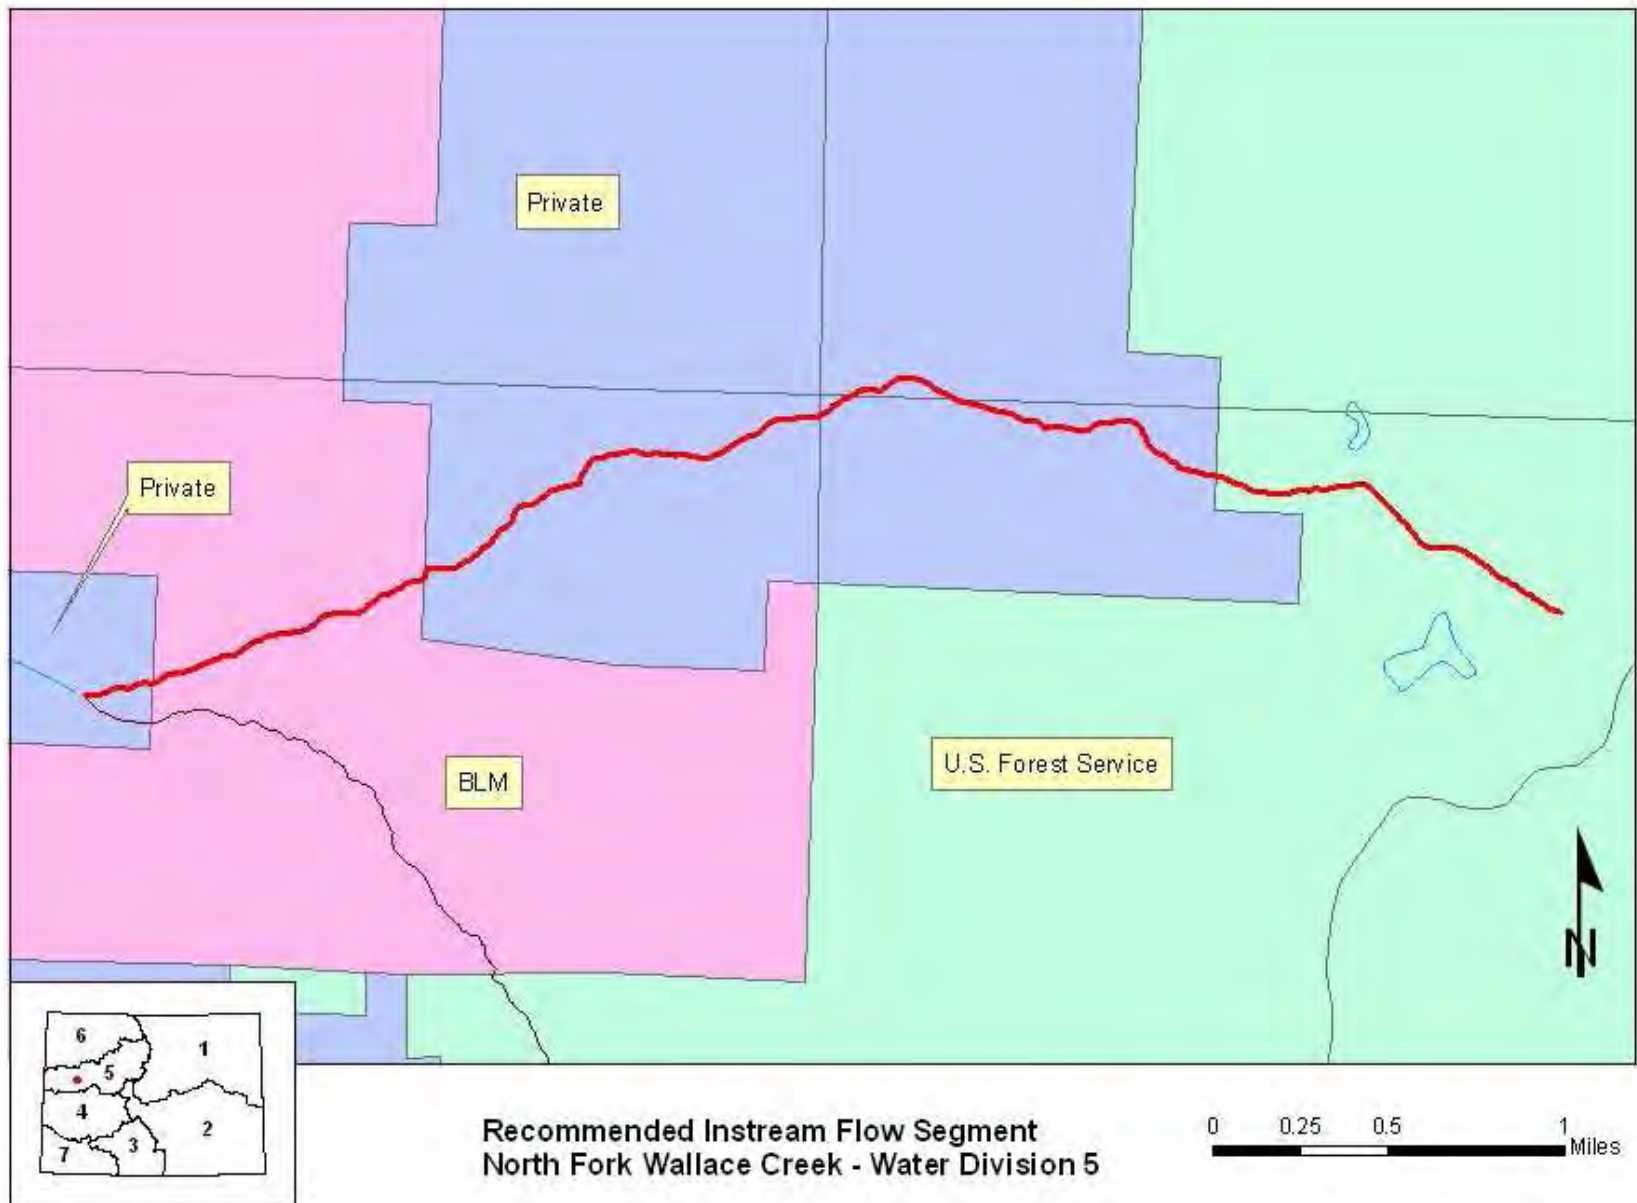 Private
Private
U.S. Forest Service
BLM
N
6
1
5
4
2
3
7
Recommended Instream Flow Segment
North Fork Wallace Creek - Water Division 5
0 0.25 0.5 1
Miles